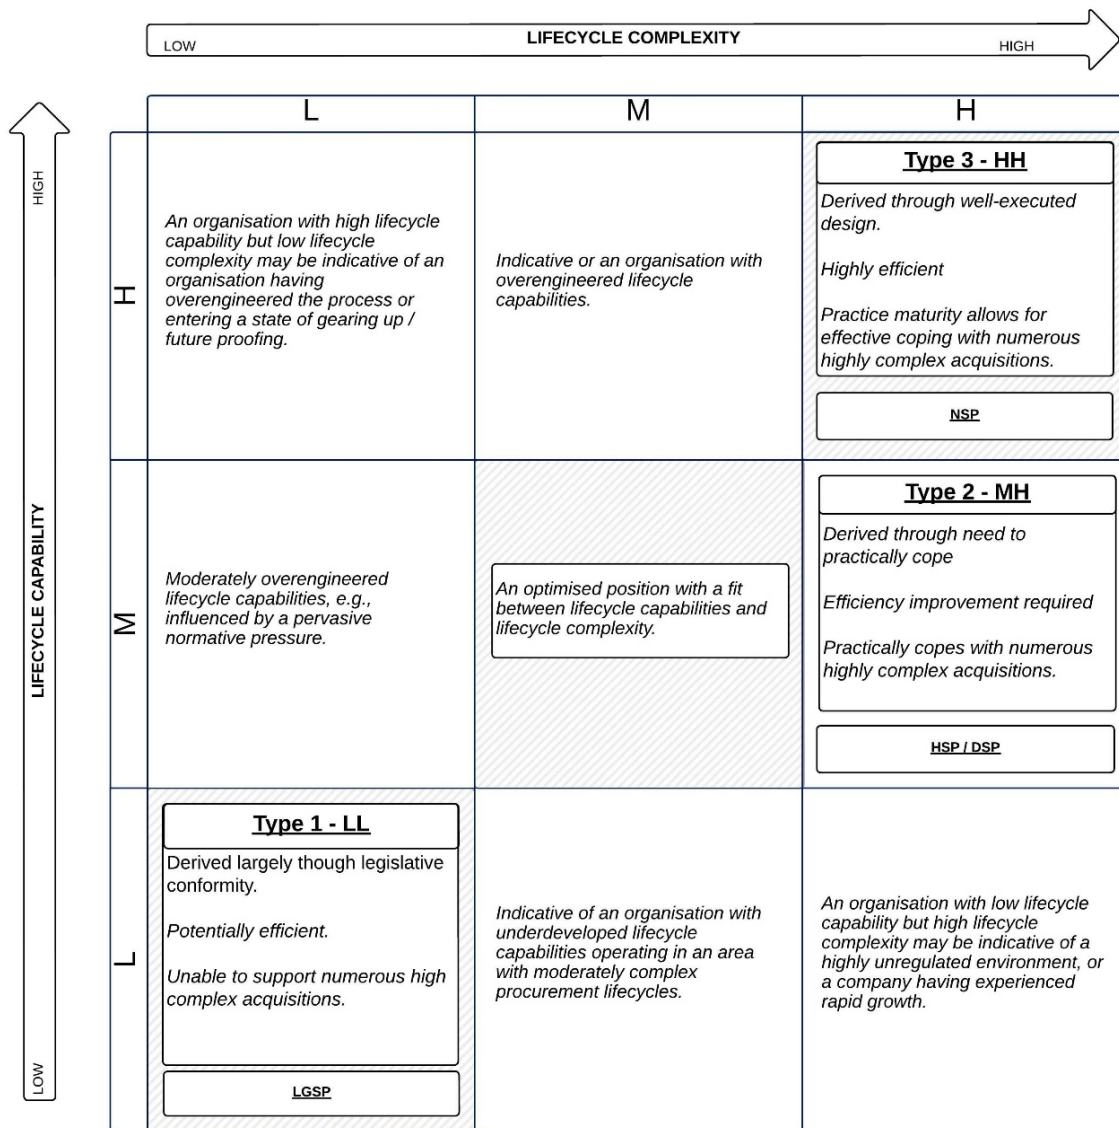 LIFECYCLE COMPLEXITY
LOW
HIGH
L
M
H
HIGH
LIFECYCLE CAPABILITY
LOW
H
An organisation with high lifecycle
capability but low lifecycle
complexity may be indicative of an
organisation having
overengineered the process or
entering a state of gearing up /
future proofing.
Indicative or an organisation with
overengineered lifecycle
capabilities.
Type 3 - HH
Derived through well-executed
design.
Highly efficient
Practice maturity allows for
effective coping with numerous
highly complex acquisitions.
NSP
M
Moderately overengineered
lifecycle capabilities, e.g.,
influenced by a pervasive
normative pressure.
An optimised position with a fit
between lifecycle capabilities and
lifecycle complexity.
Type 2 - MH
Derived through need to
practically cope
Efficiency improvement required
Practically copes with numerous
highly complex acquisitions.
HSP / DSP
L
Type 1 - LL
Derived largely though legislative
conformity.
Potentially efficient.
Unable to support numerous high
complex acquisitions.
LGSP
Indicative of an organisation with
underdeveloped lifecycle
capabilities operating in an area
with moderately complex
procurement lifecycles.
An organisation with low lifecycle
capability but high lifecycle
complexity may be indicative of a
highly unregulated environment, or
a company having experienced
rapid growth.